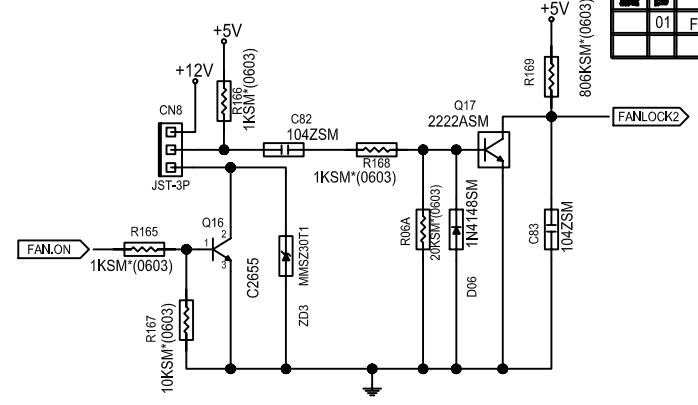 +5V
01 F
+5V
+12V
R166
1KSM*(0603)
R169
806KSM*(0603)
CN8
C82
104ZSM
Q17
2222ASM
FANLOCK2
R168
1KSM*(0603)
JST-3P
R165
FAN.ON
1KSM*(0603)
Q16
1
2
3
C2655
MMSZ30T1
ZD3
R06A
20KSM*(0603)
1N4148SM
D06
C83
104ZSM
R167
10KSM*(0603)